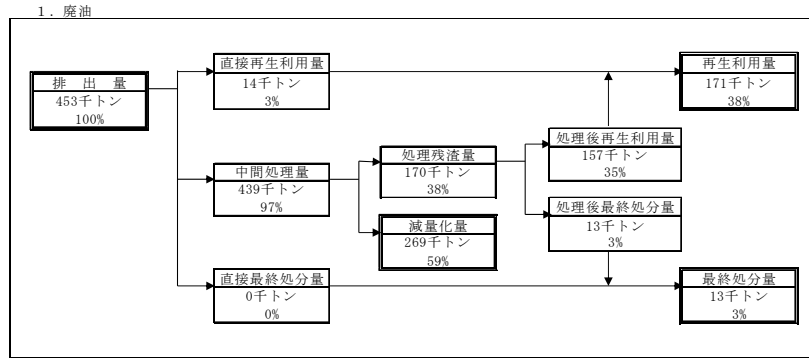 1．廃油
排 出 量
453千トン
100%
直接再生利用量
14千トン
3%
再生利用量
171千トン
38%
中間処理量
439千トン
97%
処理残渣量
170千トン
38%
処理後再生利用量
157千トン
35%
減量化量
269千トン
59%
処理後最終処分量
13千トン
3%
直接最終処分量
0千トン
0%
最終処分量
13千トン
3%